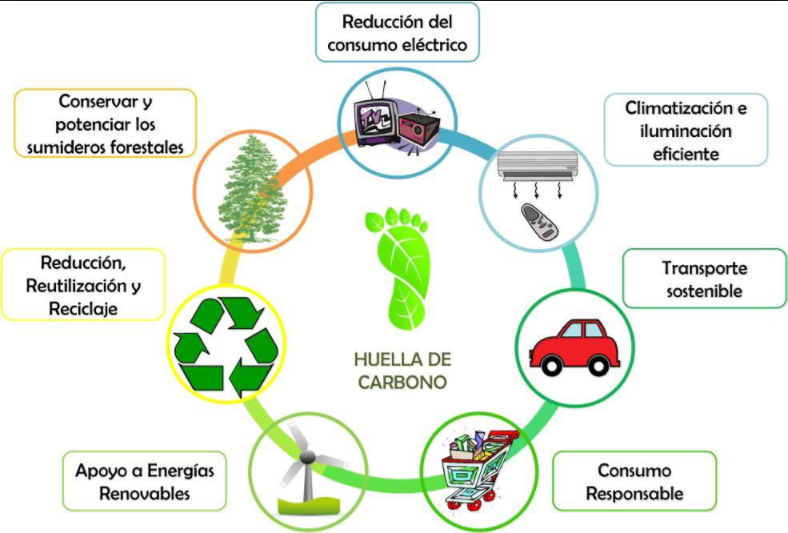 Reducción del
consumo eléctrico
Conservar y
potenciar los
sumideros forestales
Climatización e
iluminación
eficiente
Reducción,
Reutilización y
Reciclaje
Transporte
sostenible
HUELLA DE
CARBONO
Apoyo a Energías
Renovables
Consumo
Responsable